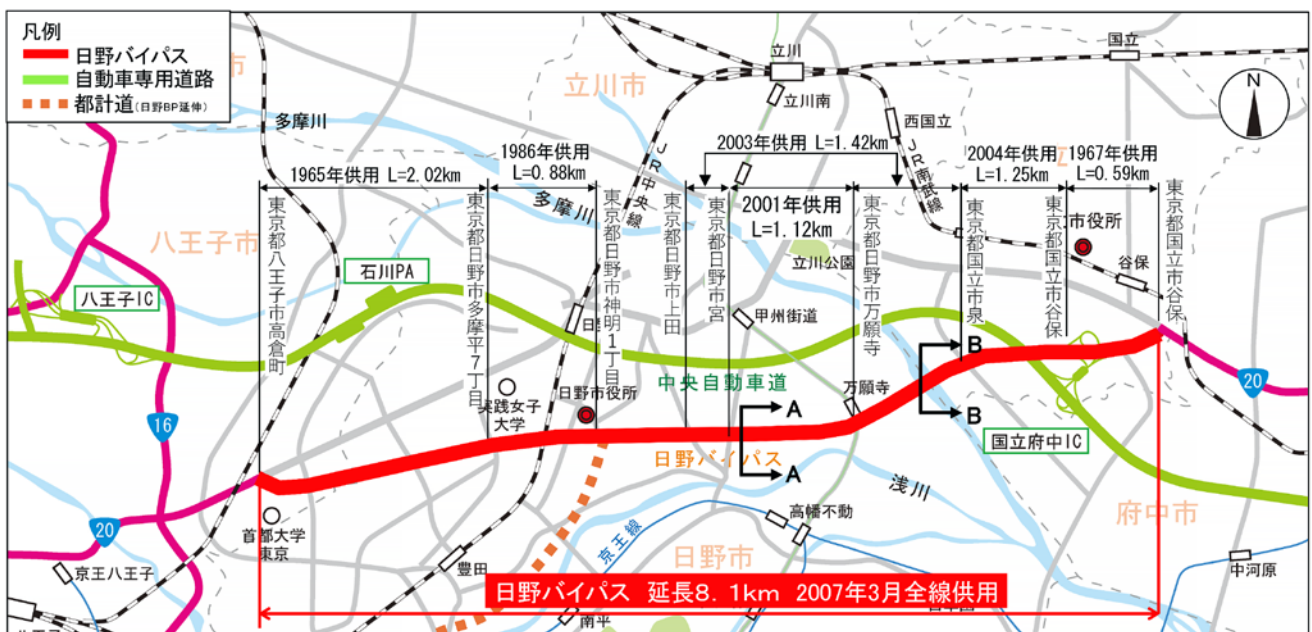 凡例
日野バイパス
自動車専用道路
都計道(日野BP延伸)
市
立川市
立川
国立
N
多摩川
立川南
西国立
1965年供用 L=2.02km
1986年供用
L=0.88km
2003年供用 L=1.42km
2001年供用
L=1.12km
2004年供用
L=1.25km
1967年供用
L=0.59km
JR中央線
JR南武線
多摩川
八王子市
東京都八王子市高倉町
東京都日野市多摩平7丁目
東京都日野市神明1丁目
東京都日野市上田
東京都日野市宮
東京都日野市万願寺
東京都国立市泉
東京都国立市谷保
東京都国立市谷保
市役所
谷保
立川公園
石川PA
八王子IC
甲州街道
中央自動車道
万願寺
実践女子
大学
日野市役所
A
A
B
B
国立府中IC
日野バイパス
浅川
16
20
20
首都大学
東京
京王八王子
豊田
京王線
高幡不動
日野市
府中市
中河原
南平
日野バイパス 延長8.1km 2007年3月全線供用